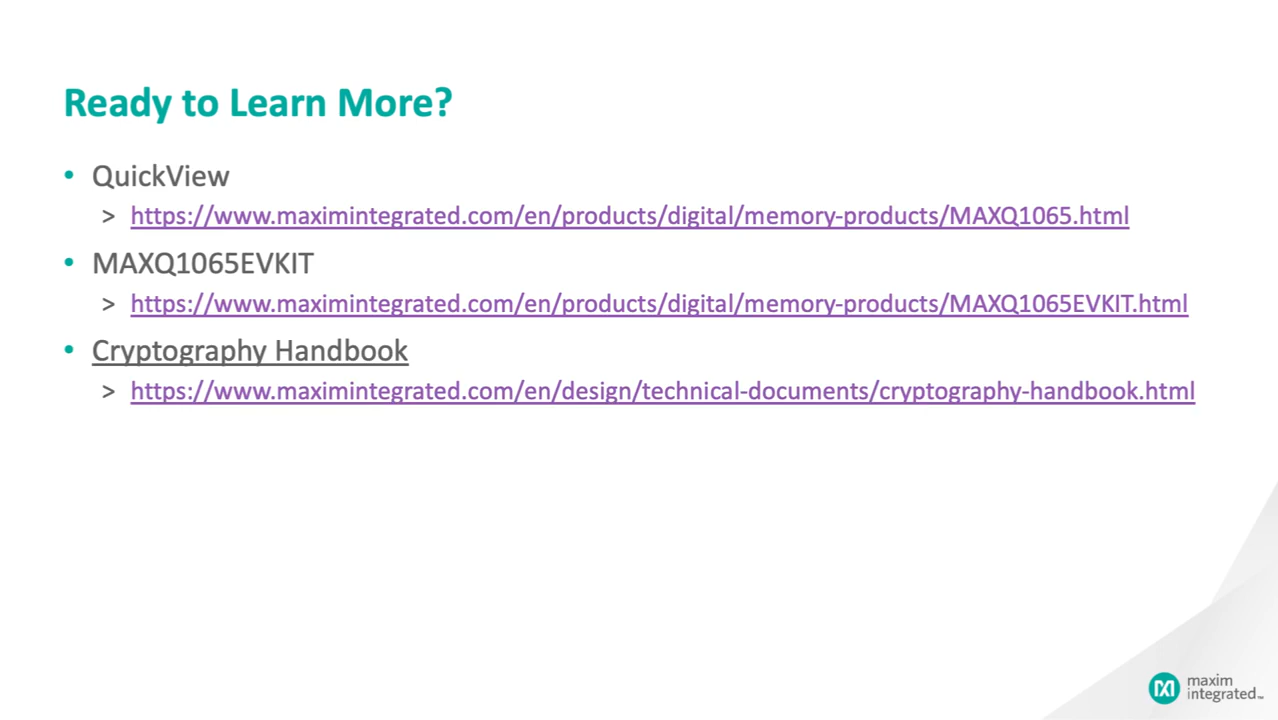 Ready to Learn More?
• QuickView
> https://www.maximintegrated.com/en/products/digital/memory-products/MAXQ1065.html
• MAXQ1065EVKIT
> https://www.maximintegrated.com/en/products/digital/memory-products/MAXQ1065EVKIT.html
• Cryptography Handbook
> https://www.maximintegrated.com/en/design/technical-documents/cryptography-handbook.html
maxim
integrated™